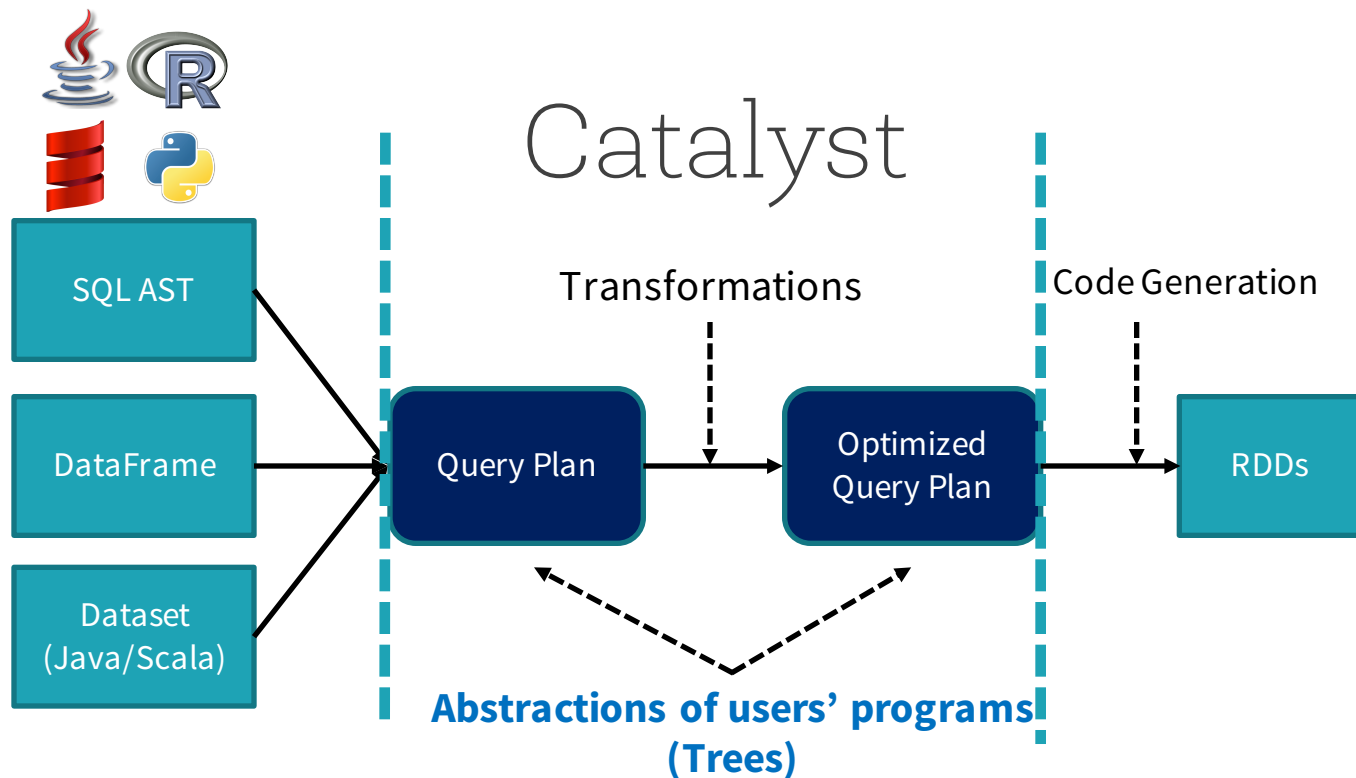 R
Catalyst
SQL AST
Transformations
Code Generation
DataFrame
Query Plan
Optimized
Query Plan
RDDs
Dataset
(Java/Scala)
Abstractions of users’ programs
(Trees)